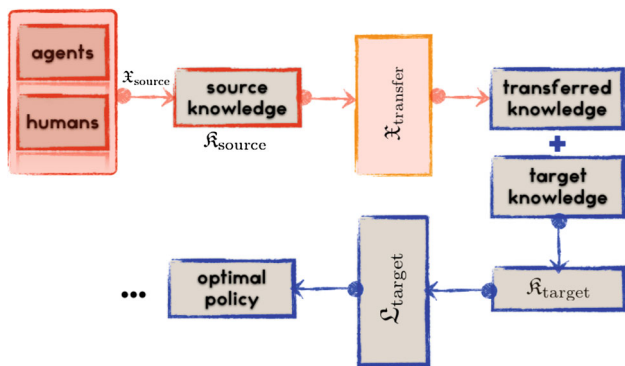 agents
humans
𝔛source
source
knowledge
𝔎source
𝔛transfer
transferred
knowledge
+
target
knowledge
𝔎target
𝔏target
optimal
policy
...